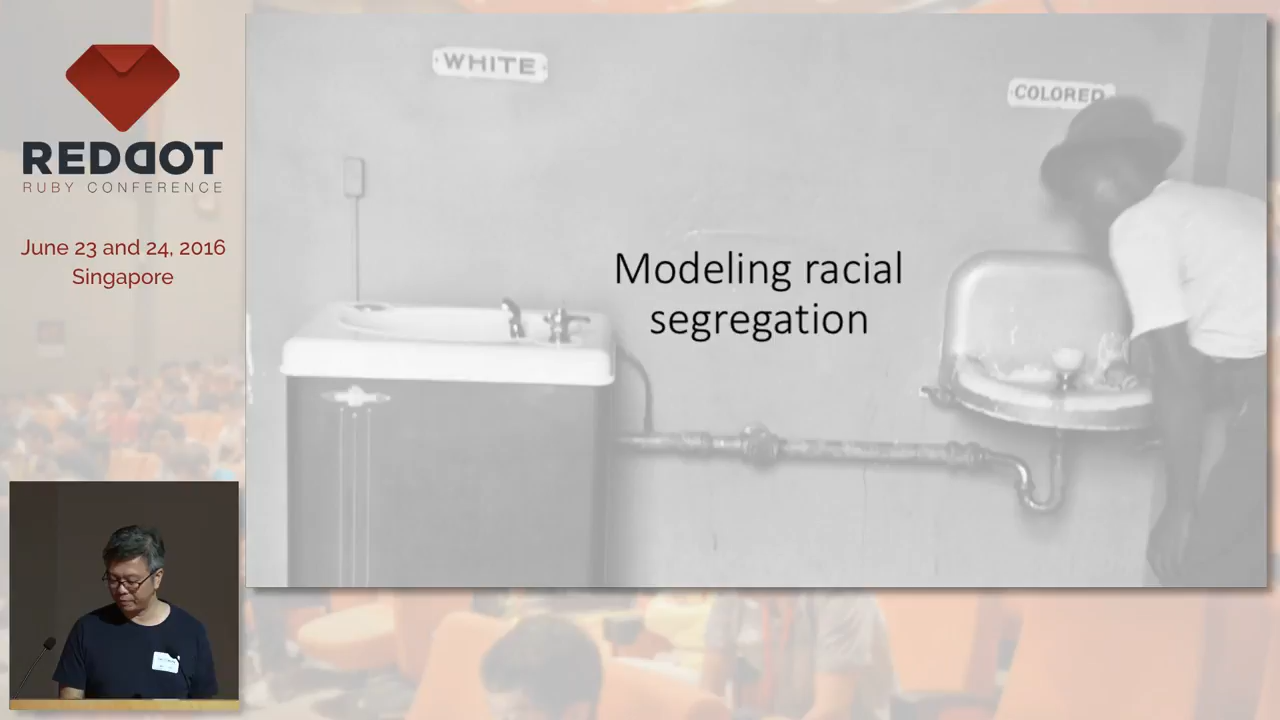 REDDOT
RUBY CONFERENCE
June 23 and 24, 2016
Singapore
WHITE
COLORED
Modeling racial
segregation